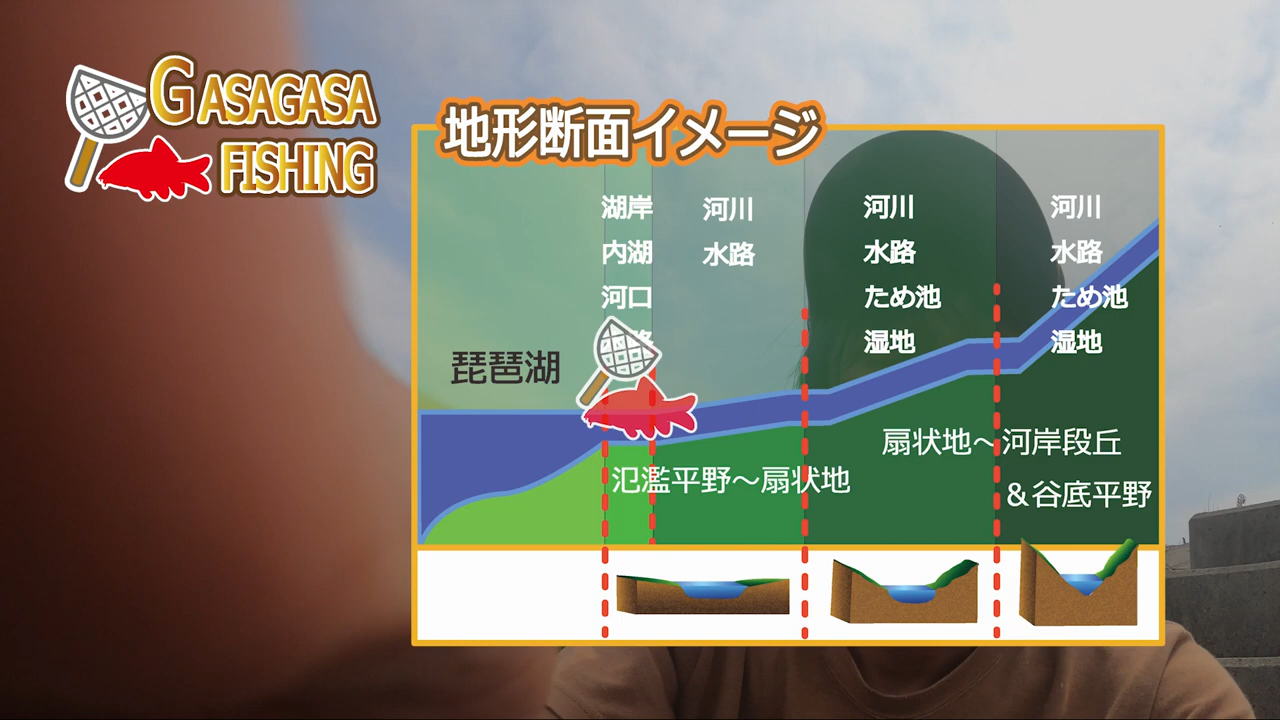 GASAGASA
FISHING
地形断面イメージ
湖岸
内湖
河口
河川
水路
河川
水路
ため池
湿地
河川
水路
ため池
湿地
琵琶湖
氾濫平野〜扇状地
扇状地〜河岸段丘
＆谷底平野